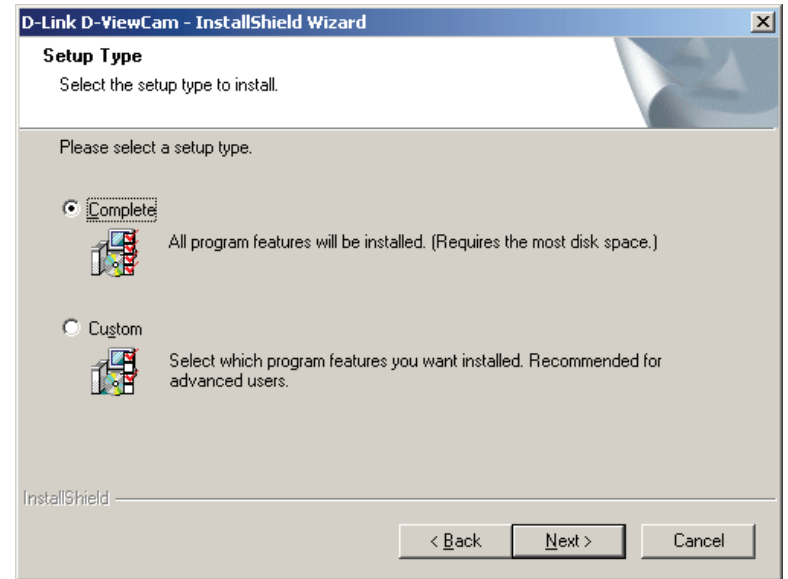 D-Link D-ViewCam - InstallShield Wizard
Setup Type
Select the setup type to install.
Please select a setup type.
Complete
All program features will be installed. (Requires the most disk space.)
Custom
Select which program features you want installed. Recommended for
advanced users.
InstallShield
< Back Next > Cancel